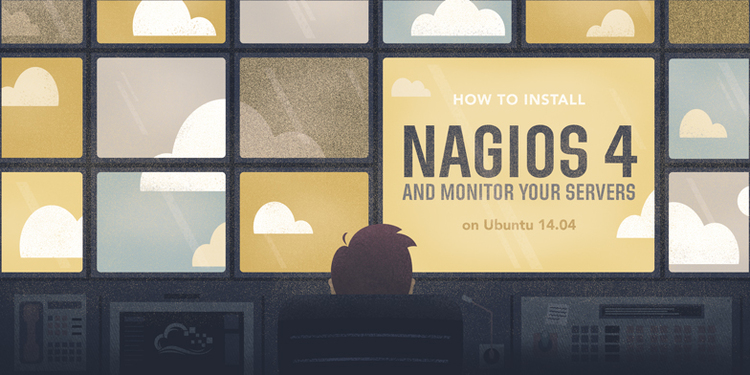 HOW TO INSTALL
NAGIOS 4
AND MONITOR YOUR SERVERS
on Ubuntu 14.04